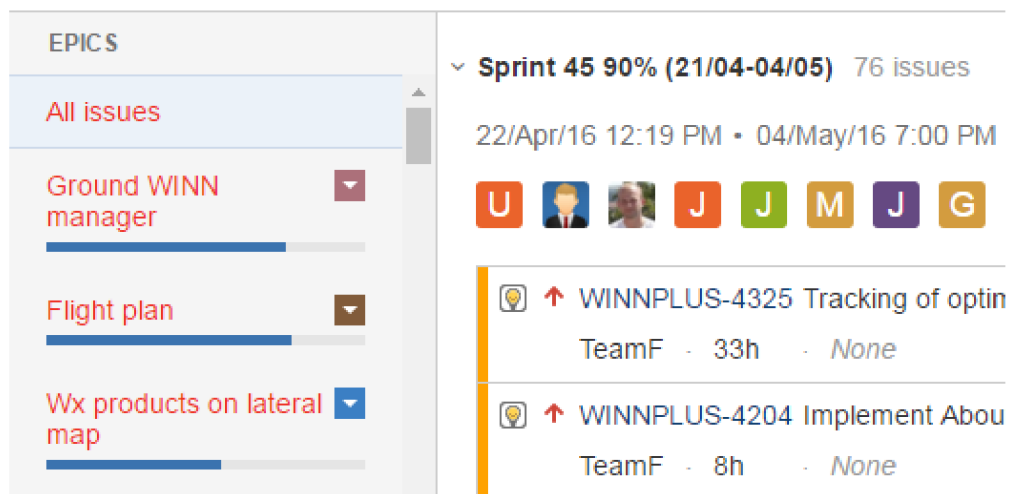 EPICS
All issues
Ground WINN
manager
Flight plan
Wx products on lateral
map
Sprint 45 90% (21/04-04/05) 76 issues
22/Apr/16 12:19 PM • 04/May/16 7:00 PM
U J J M J G
WINNPLUS-4325 Tracking of optim
TeamF · 33h · None
WINNPLUS-4204 Implement Abou
TeamF · 8h · None